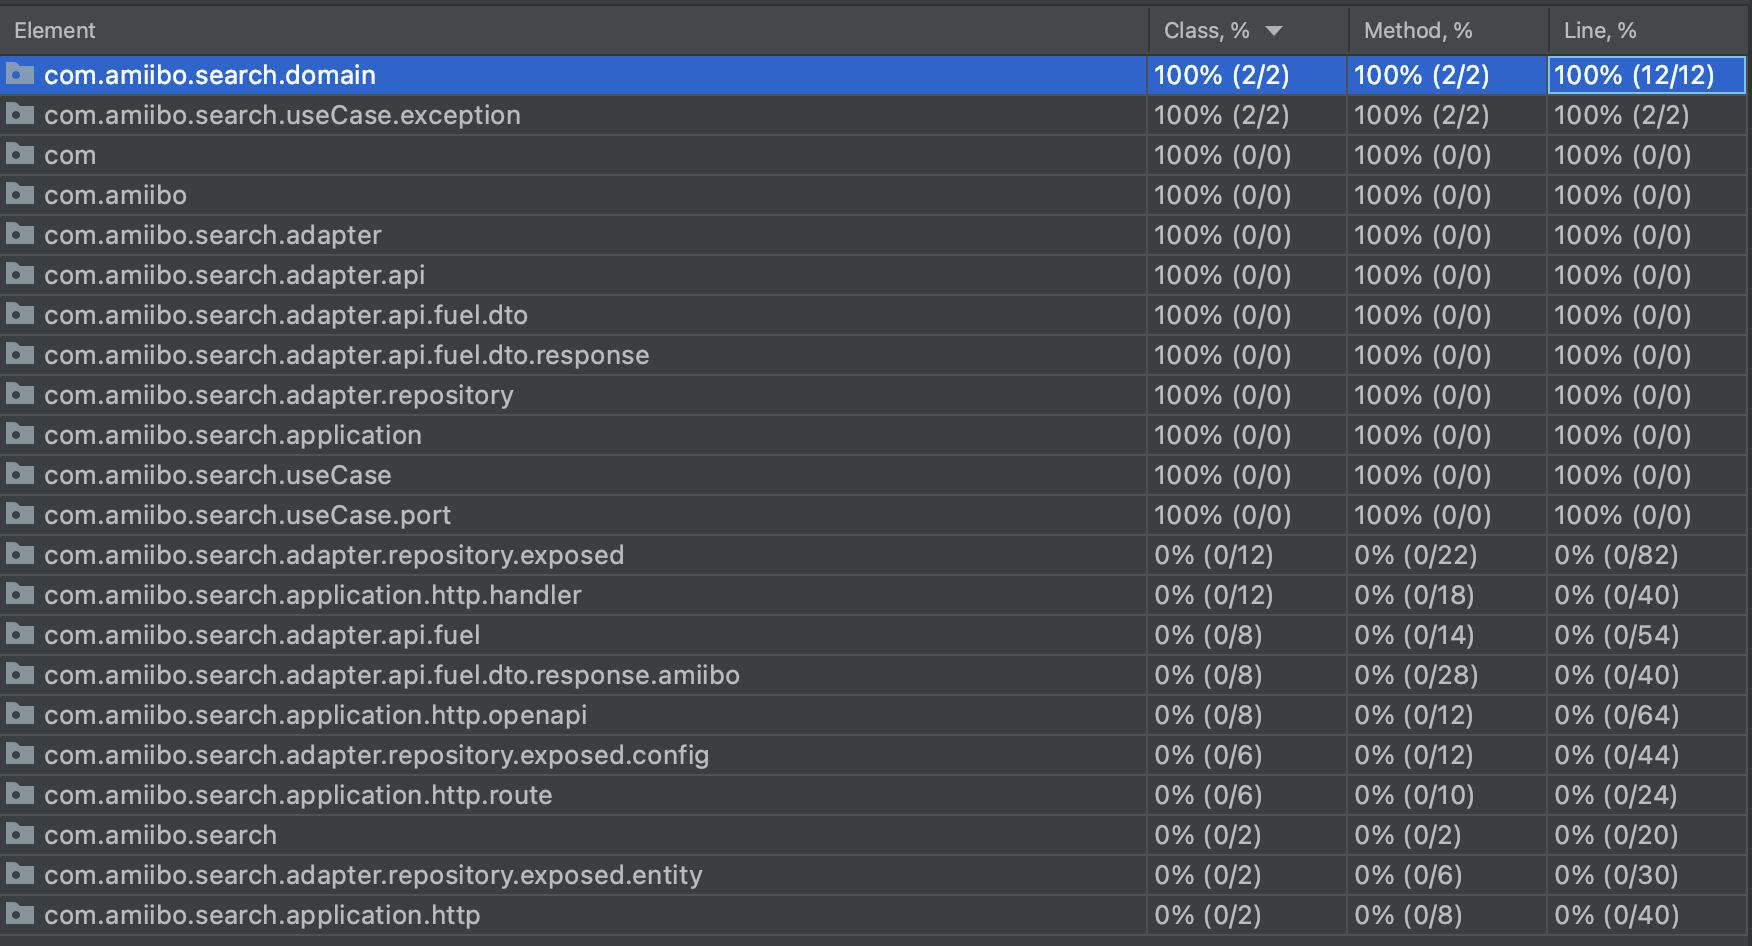 Element Class, % Method, % Line, %
com.amiibo.search.domain 100% (2/2) 100% (2/2) 100% (12/12)
com.amiibo.search.useCase.exception 100% (2/2) 100% (2/2) 100% (2/2)
com 100% (0/0) 100% (0/0) 100% (0/0)
com.amiibo 100% (0/0) 100% (0/0) 100% (0/0)
com.amiibo.search.adapter 100% (0/0) 100% (0/0) 100% (0/0)
com.amiibo.search.adapter.api 100% (0/0) 100% (0/0) 100% (0/0)
com.amiibo.search.adapter.api.fuel.dto 100% (0/0) 100% (0/0) 100% (0/0)
com.amiibo.search.adapter.api.fuel.dto.response 100% (0/0) 100% (0/0) 100% (0/0)
com.amiibo.search.adapter.repository 100% (0/0) 100% (0/0) 100% (0/0)
com.amiibo.search.application 100% (0/0) 100% (0/0) 100% (0/0)
com.amiibo.search.useCase 100% (0/0) 100% (0/0) 100% (0/0)
com.amiibo.search.useCase.port 100% (0/0) 100% (0/0) 100% (0/0)
com.amiibo.search.adapter.repository.exposed 0% (0/12) 0% (0/22) 0% (0/82)
com.amiibo.search.application.http.handler 0% (0/12) 0% (0/18) 0% (0/40)
com.amiibo.search.adapter.api.fuel 0% (0/8) 0% (0/14) 0% (0/54)
com.amiibo.search.adapter.api.fuel.dto.response.amiibo 0% (0/8) 0% (0/28) 0% (0/40)
com.amiibo.search.application.http.openapi 0% (0/8) 0% (0/12) 0% (0/64)
com.amiibo.search.adapter.repository.exposed.config 0% (0/6) 0% (0/12) 0% (0/44)
com.amiibo.search.application.http.route 0% (0/6) 0% (0/10) 0% (0/24)
com.amiibo.search 0% (0/2) 0% (0/2) 0% (0/20)
com.amiibo.search.adapter.repository.exposed.entity 0% (0/2) 0% (0/6) 0% (0/30)
com.amiibo.search.application.http 0% (0/2) 0% (0/8) 0% (0/40)